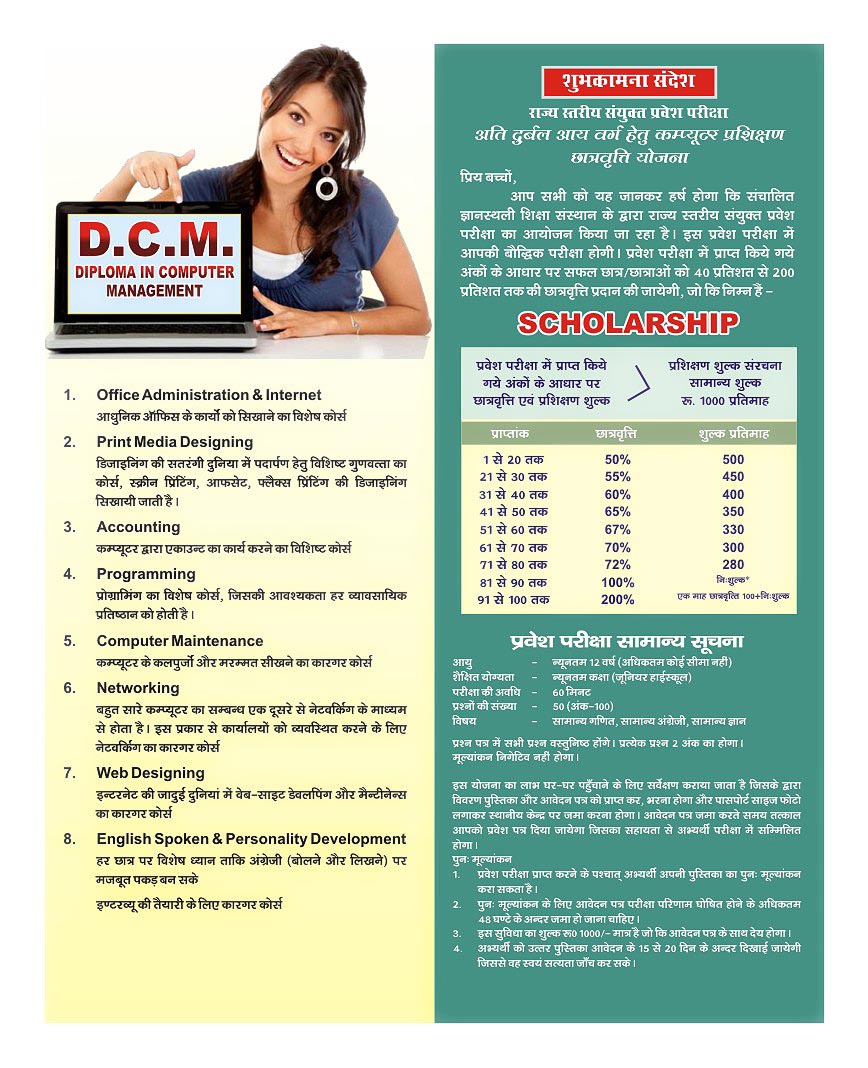 D.C.M.
DIPLOMA IN COMPUTER
MANAGEMENT
1. Office Administration & Internet
आधुनिक ऑफिस के कार्यो को सिखाने का विशेष कोर्स
2. Print Media Designing
डिजाइनिंग की सतरंगी दुनिया में पदार्पण हेतु विशिष्ट गुणवत्ता का
कोर्स, स्क्रीन प्रिंटिंग, आफसेट, फ्लैक्स प्रिंटिंग की डिजाइनिंग
सिखायी जाती है।
3. Accounting
कम्प्यूटर द्वारा एकाउन्ट का कार्य करने का विशिष्ट कोर्स
4. Programming
प्रोग्रामिंग का विशेष कोर्स, जिसकी आवश्यकता हर व्यावसायिक
प्रतिष्ठान को होती है।
5. Computer Maintenance
कम्प्यूटर के कलपुर्जो और मरम्मत सीखने का कारगर कोर्स
6. Networking
बहुत सारे कम्प्यूटर का सम्बन्ध एक दूसरे से नेटवर्किग के माध्यम
से होता है। इस प्रकार से कार्यालयों को व्यवस्थित करने के लिए
नेटवर्किग का कारगर कोर्स
7. Web Designing
इन्टरनेट की जादुई दुनियां में वेब-साइट डेवलपिंग और मैन्टीनेन्स
का कारगर कोर्स
8. English Spoken & Personality Development
हर छात्र पर विशेष ध्यान ताकि अंग्रेजी (बोलने और लिखने) पर
मजबूत पकड़ बन सके
इण्टरव्यू की तैयारी के लिए कारगर कोर्स
शुभकामना संदेश
राज्य स्तरीय संयुक्त प्रवेश परीक्षा
अति दुर्बल आय वर्ग हेतु कम्प्यूटर प्रशिक्षण
छात्रवृत्ति योजना
प्रिय बच्चों,
आप सभी को यह जानकर हर्ष होगा कि संचालित
ज्ञानस्थली शिक्षा संस्थान के द्वारा राज्य स्तरीय संयुक्त प्रवेश
परीक्षा का आयोजन किया जा रहा है। इस प्रवेश परीक्षा में
आपकी बौद्धिक परीक्षा होगी। प्रवेश परीक्षा में प्राप्त किये गये
अंकों के आधार पर सफल छात्र/छात्राओं को 40 प्रतिशत से 200
प्रतिशत तक की छात्रवृत्ति प्रदान की जायेगी, जो कि निम्न हैं –
SCHOLARSHIP
प्रवेश परीक्षा में प्राप्त किये
गये अंकों के आधार पर
छात्रवृत्ति एवं प्रशिक्षण शुल्क
प्रशिक्षण शुल्क संरचना
सामान्य शुल्क
रू. 1000 प्रतिमाह
प्राप्तांक छात्रवृत्ति शुल्क प्रतिमाह
1 से 20 तक 50% 500
21 से 30 तक 55% 450
31 से 40 तक 60% 400
41 से 50 तक 65% 350
51 से 60 तक 67% 330
61 से 70 तक 70% 300
71 से 80 तक 72% 280
81 से 90 तक 100% निःशुल्क*
91 से 100 तक 200% एक माह छात्रवृत्ति 100+निःशुल्क
प्रवेश परीक्षा सामान्य सूचना
आयु – न्यूनतम 12 वर्ष (अधिकतम कोई सीमा नहीं)
शैक्षित योग्यता – न्यूनतम कक्षा (जूनियर हाईस्कूल)
परीक्षा की अवधि – 60 मिनट
प्रश्नों की संख्या – 50 (अंक-100)
विषय – सामान्य गणित, सामान्य अंग्रेजी, सामान्य ज्ञान
प्रश्न पत्र में सभी प्रश्न वस्तुनिष्ठ होंगे। प्रत्येक प्रश्न 2 अंक का होगा।
मूल्यांकन निगेटिव नहीं होगा।
इस योजना का लाभ घर-घर पहुँचाने के लिए सर्वेक्षण कराया जाता है जिसके द्वारा
विवरण पुस्तिका और आवेदन पत्र को प्राप्त कर, भरना होगा और पासपोर्ट साइज फोटो
लगाकर स्थानीय केन्द्र पर जमा करना होगा। आवेदन पत्र जमा करते समय तत्काल
आपको प्रवेश पत्र दिया जायेगा जिसका सहायता से अभ्यर्थी परीक्षा में सम्मिलित
होगा।
पुनः मूल्यांकन
1. प्रवेश परीक्षा प्राप्त करने के पश्चात् अभ्यर्थी अपनी पुस्तिका का पुनः मूल्यांकन
करा सकता है।
2. पुनः मूल्यांकन के लिए आवेदन पत्र परीक्षा परिणाम घोषित होने के अधिकतम
48 घण्टे के अन्दर जमा हो जाना चाहिए।
3. इस सुविधा का शुल्क रू0 1000/- मात्र है जो कि आवेदन पत्र के साथ देय होगा।
4. अभ्यर्थी को उत्तर पुस्तिका आवेदन के 15 से 20 दिन के अन्दर दिखाई जायेगी
जिससे वह स्वयं सत्यता जाँच कर सके।